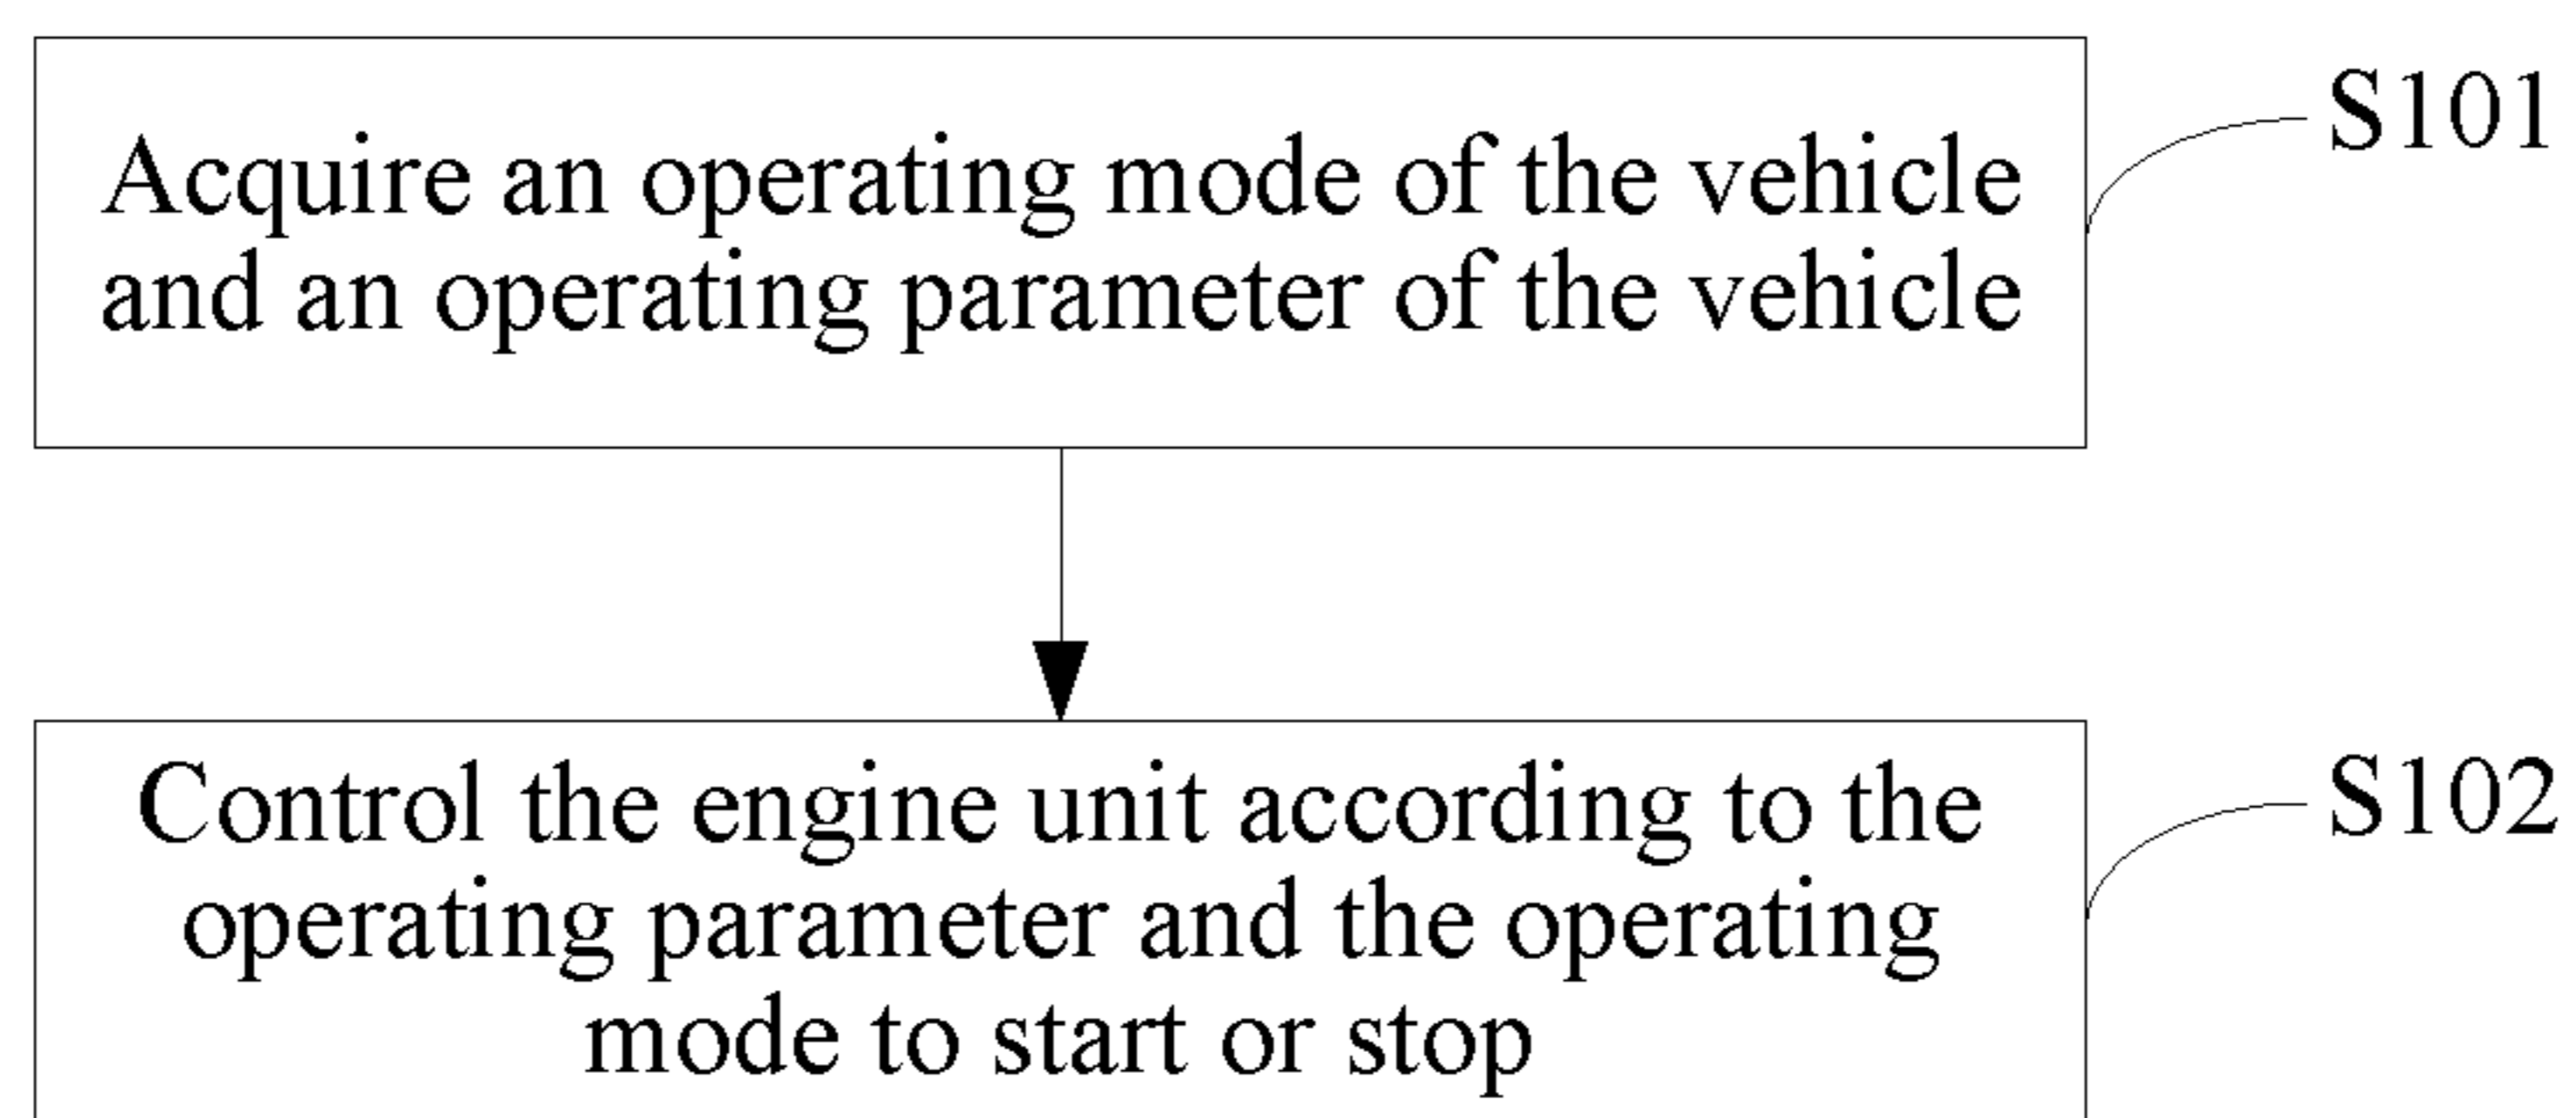 Acquire an operating mode of the vehicle
and an operating parameter of the vehicle
S101
Control the engine unit according to the
operating parameter and the operating
mode to start or stop
S102